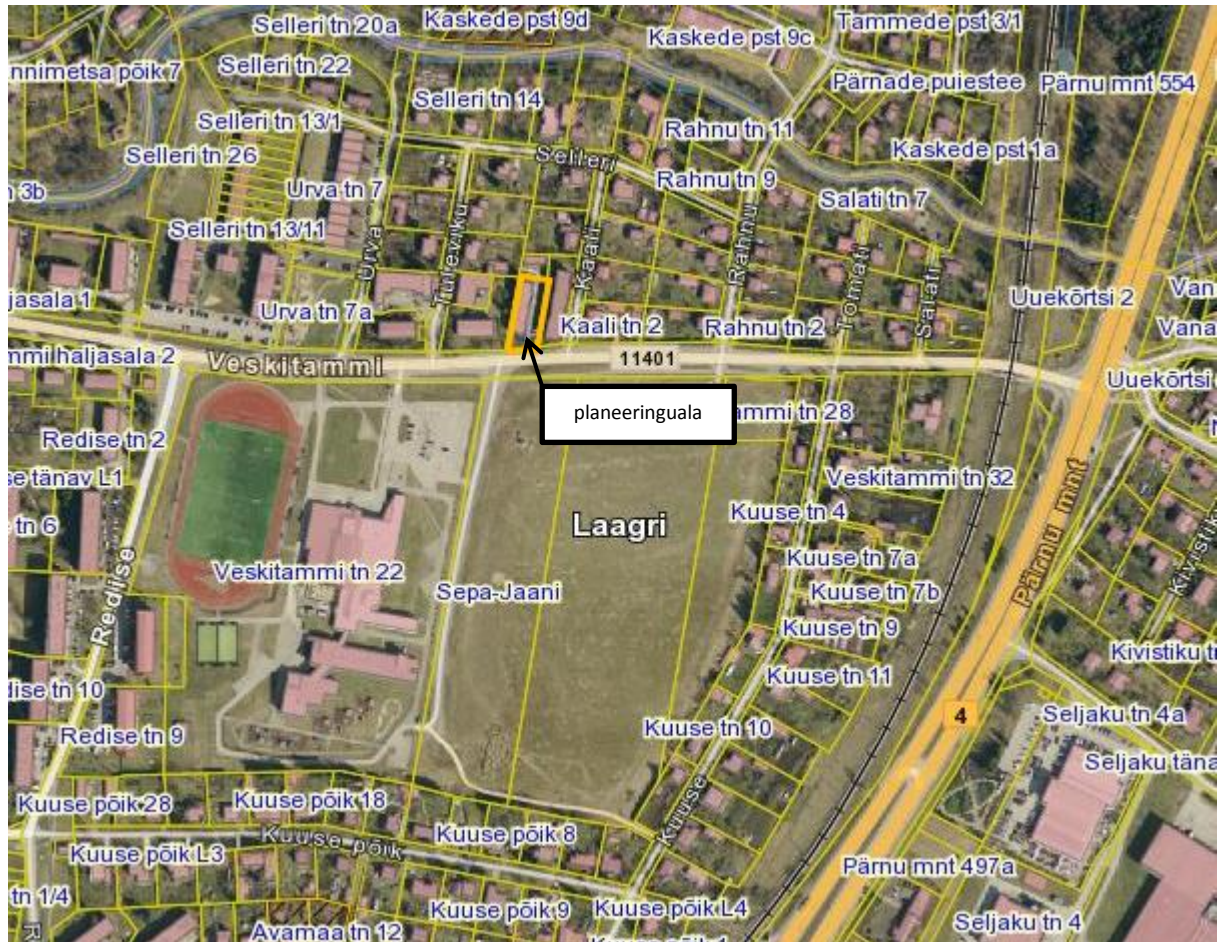 Selleri tn 20a
Kaskede pst 9d
Kaskede pst 9c
Tammede pst 3/1
nnimetsa põik 7
Selleri tn 22
Pärnade puiestee
Pärnu mnt 554
Selleri tn 14
Selleri tn 13/1
Rahnu tn 11
Selleri tn 26
Selleri
Kaskede pst 1a
n 3b
Urva tn 7
Rahnu tn 9
Salati tn 7
Selleri tn 13/11
Urva
Tuleviku
Kaali
Rahnu
Tomati
Salati
jasala 1
Urva tn 7a
Kaali tn 2
Rahnu tn 2
Uuekõrtsi 2
Van
Vana
mmi haljasala 2
Veskitammi
11401
Uuekõrtsi
planeeringuala
ammi tn 28
Redise tn 2
N
se tänav L1
Veskitammi tn 32
e tn 6
Laagri
Kuuse tn 4
Pärnu mnt
Kivistiku
Kuuse tn 7a
Veskitammi tn 22
Sepa-Jaani
Kuuse tn 7b
Redise
Kuuse tn 9
Kivistiku tn
Kuuse tn 11
dise tn 10
Redise tn 9
Kuuse tn 10
4
Seljaku tn 4a
Seljaku täna
Kuuse põik 28
Kuuse põik 18
Kuuse põik 8
Kuuse
Kuuse põik
Kuuse põik L3
Pärnu mnt 497a
tn 1/4
Kuuse põik 9
Kuuse põik L4
Seljaku tn 4
R
Avamaa tn 12
Kuuse põik 1